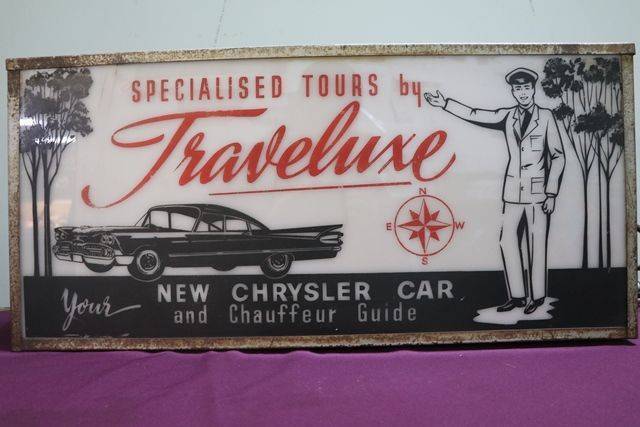 SPECIALISED TOURS by
Traveluxe
N
E W
S
Your NEW CHRYSLER CAR
and Chauffeur Guide